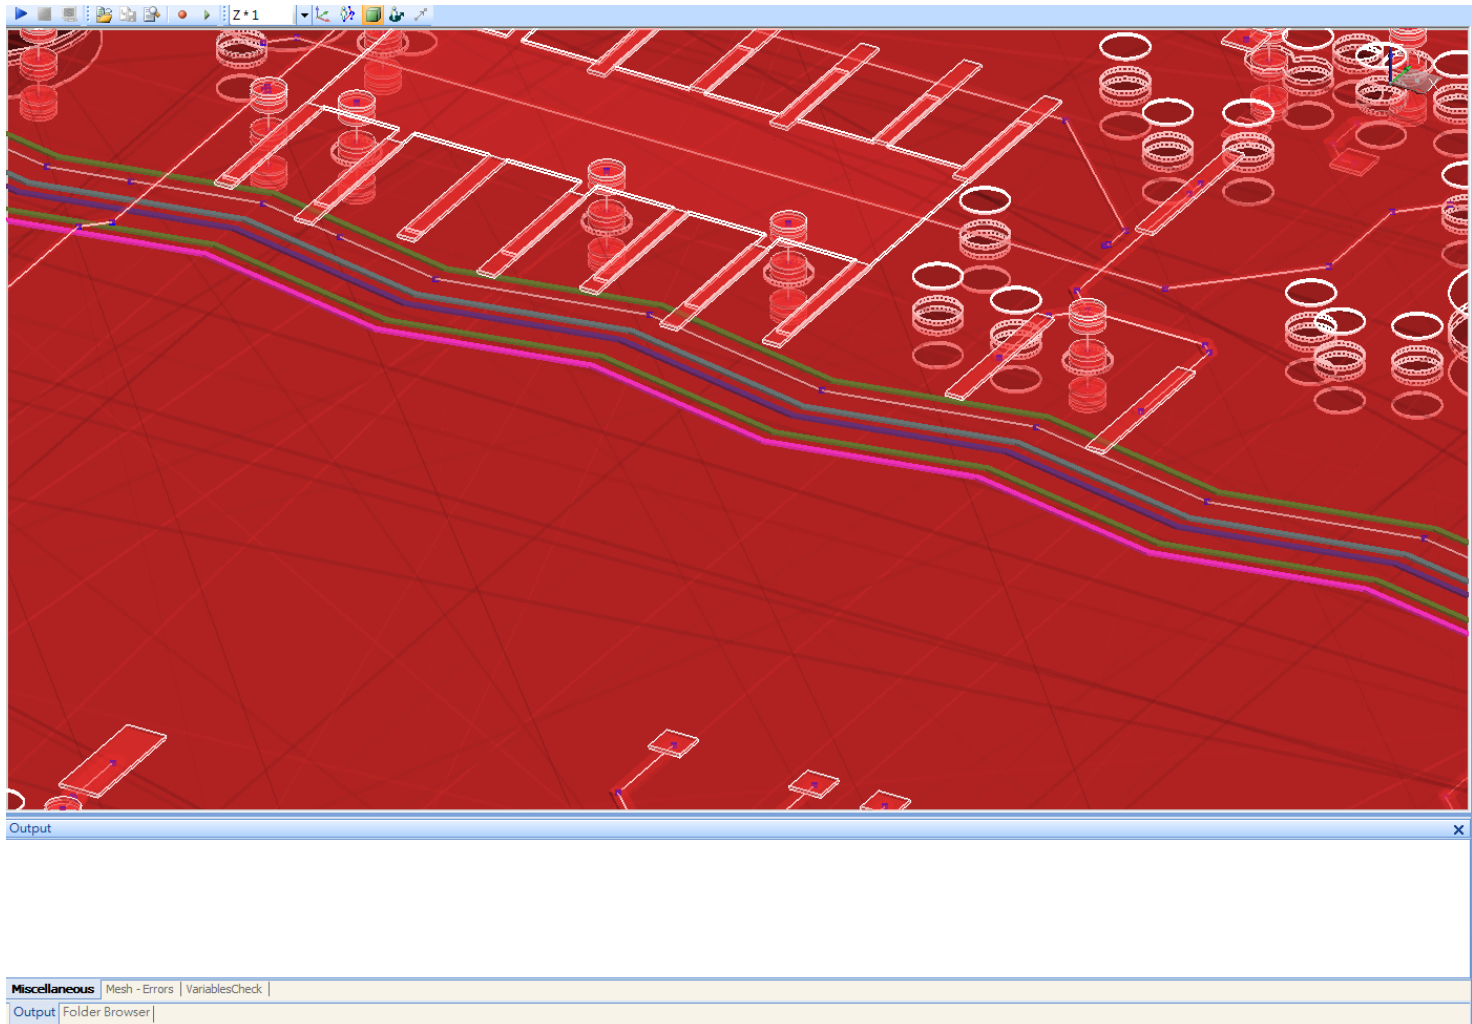 Z * 1
Output
Miscellaneous Mesh - Errors VariablesCheck
Output Folder Browser